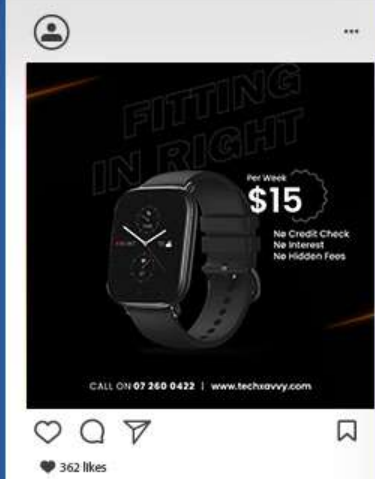 FITTING
IN RIGHT
Per Week
$15
No Credit Check
No Interest
No Hidden Fees
CALL ON 07 260 0422 | www.techxavvy.com
362 likes